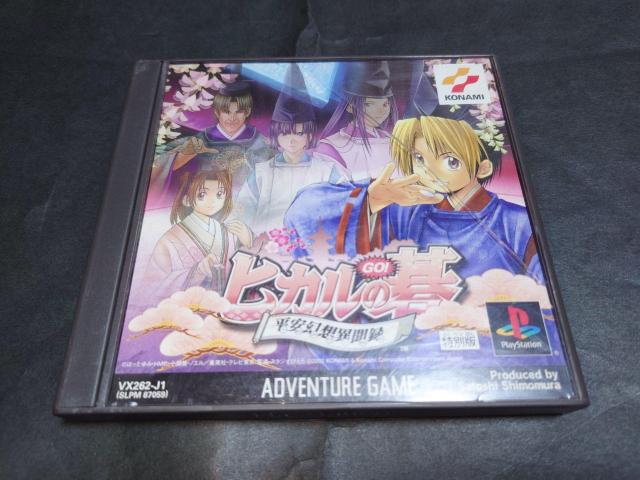 KONAMI
GO!
ヒカルの碁
平安幻想異聞録
特別版
PlayStation
VX262-J1
(SLPM 87059)
ADVENTURE GAME
Produced by
Satoshi Shimomura